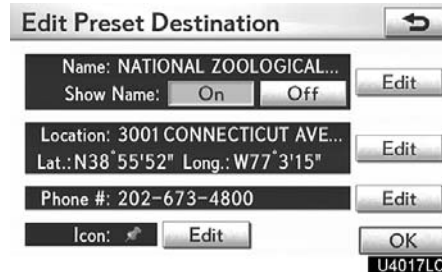 Edit Preset Destination
Name: NATIONAL ZOOLOGICAL...
Show Name: On Off
Edit
Location: 3001 CONNECTICUT AVE...
Lat.:N38°55'52" Long.:W77°3'15"
Edit
Phone #: 202-673-4800 Edit
Icon: Edit
OK
U4017LC